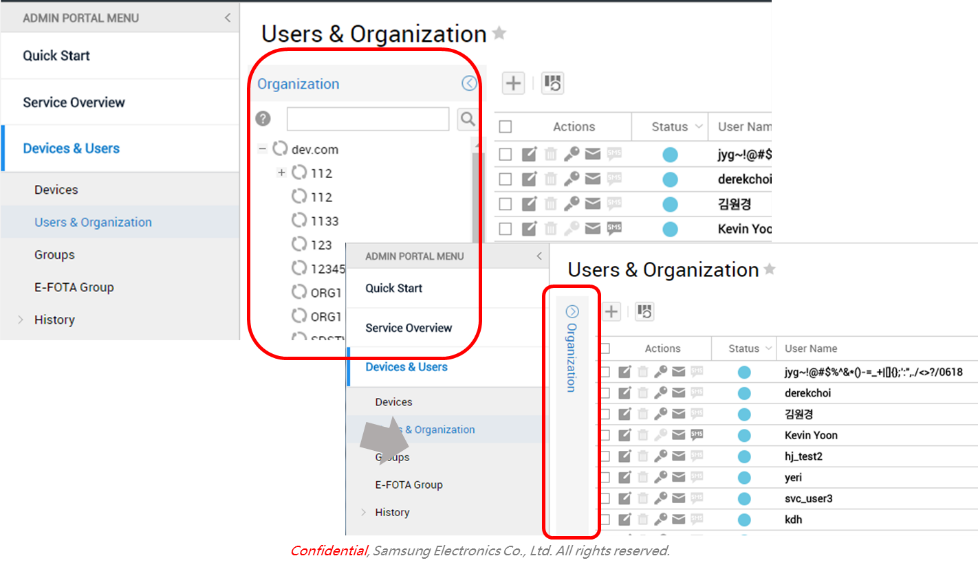 ADMIN PORTAL MENU
Quick Start
Service Overview
Devices & Users
Devices
Users & Organization
Groups
E-FOTA Group
History
Users & Organization
Organization
dev.com
112
112
1133
123
12345
ORG1
ORG1
Actions Status User Nam
jyg~!@#$
derekchoi
김원경
SMS Kevin Yoo
ADMIN PORTAL MENU
Quick Start
Service Overview
Devices & Users
Devices
& Organization
Groups
E-FOTA Group
History
Users & Organization
Organization
Actions Status User Name
jyg~!@#$%^&*()-=_+|[]{};':",./<>?/0618
derekchoi
김원경
SMS Kevin Yoon
hj_test2
yeri
svc_user3
kdh
Confidential, Samsung Electronics Co., Ltd. All rights reserved.